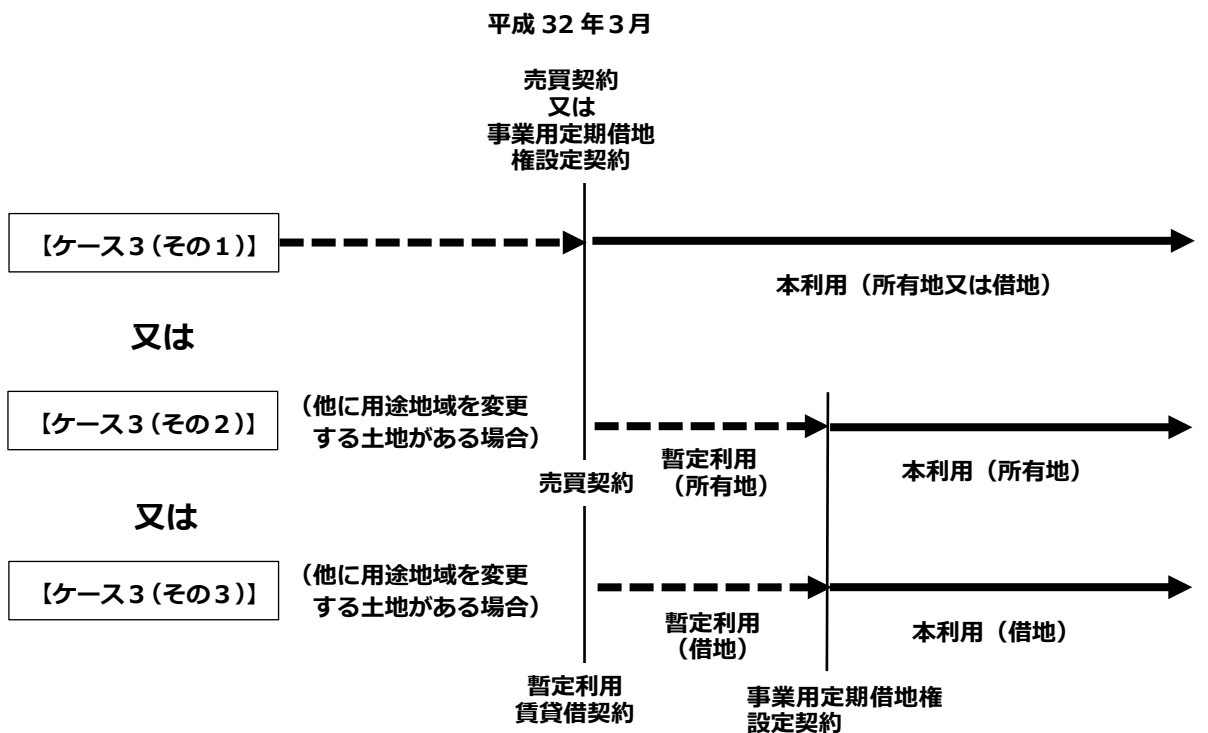 平成 32 年３月
売買契約
又は
事業用定期借地
権設定契約
【ケース３（その１）】
本利用（所有地又は借地）
又は
【ケース３（その２）】
（他に用途地域を変更
する土地がある場合）
暫定利用
（所有地）
本利用（所有地）
売買契約
又は
【ケース３（その３）】
（他に用途地域を変更
する土地がある場合）
暫定利用
（借地）
本利用（借地）
暫定利用
賃貸借契約
事業用定期借地権
設定契約